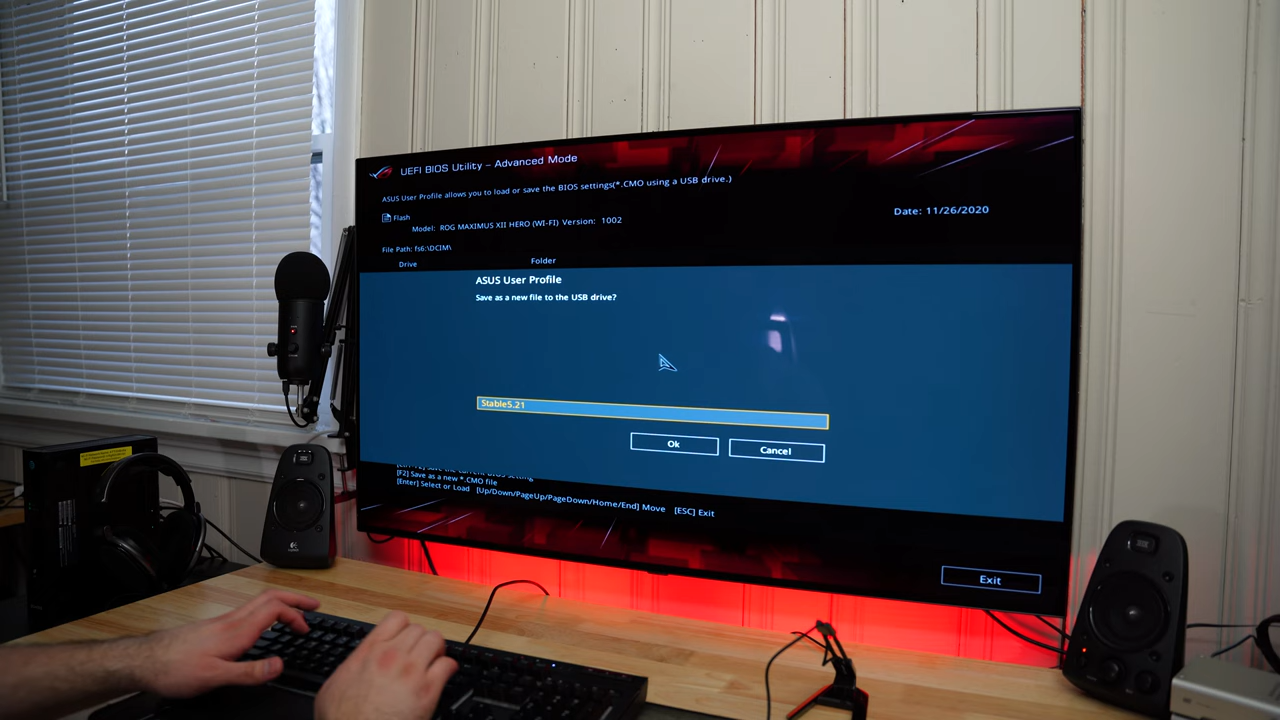 UEFI BIOS Utility – Advanced Mode
ASUS User Profile allows you to load or save the BIOS settings(*.CMO using a USB drive.)
Flash
Model: ROG MAXIMUS XII HERO (WI-FI) Version: 1002
Date: 11/26/2020
File Path: fs6:\DCIM\
Drive Folder
ASUS User Profile
Save as a new file to the USB drive?
Stable5.21
Ok Cancel
[F2] Save as a new *.CMO file
[Enter] Select or Load [Up/Down/PageUp/PageDown/Home/End] Move [ESC] Exit
Exit